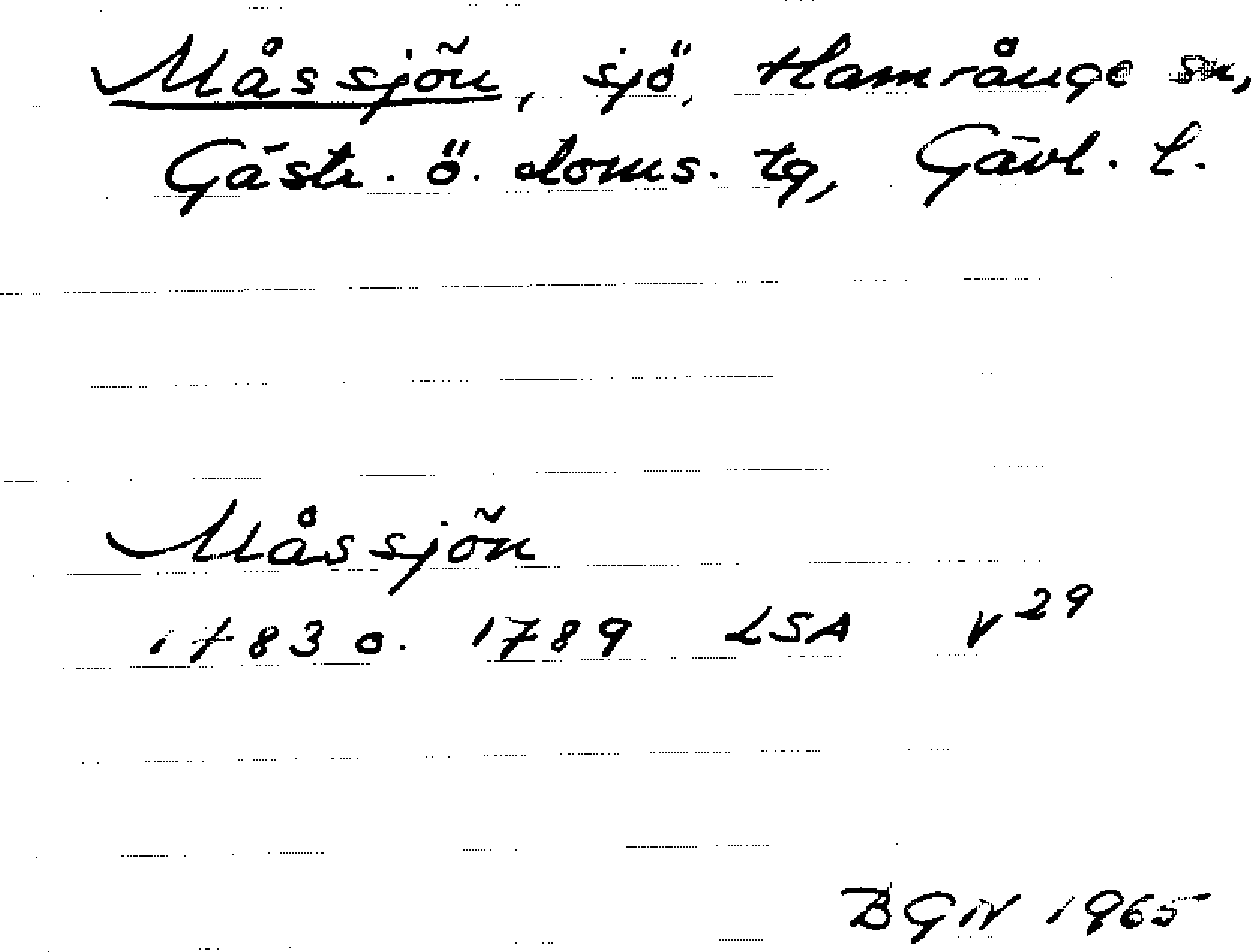 Måssjön, sjö, Hamrånge sn,
Gästr. ö. doms. tg, Gävl. l.
Måssjön
1783 o. 1789 LSA V29
BGN 1965